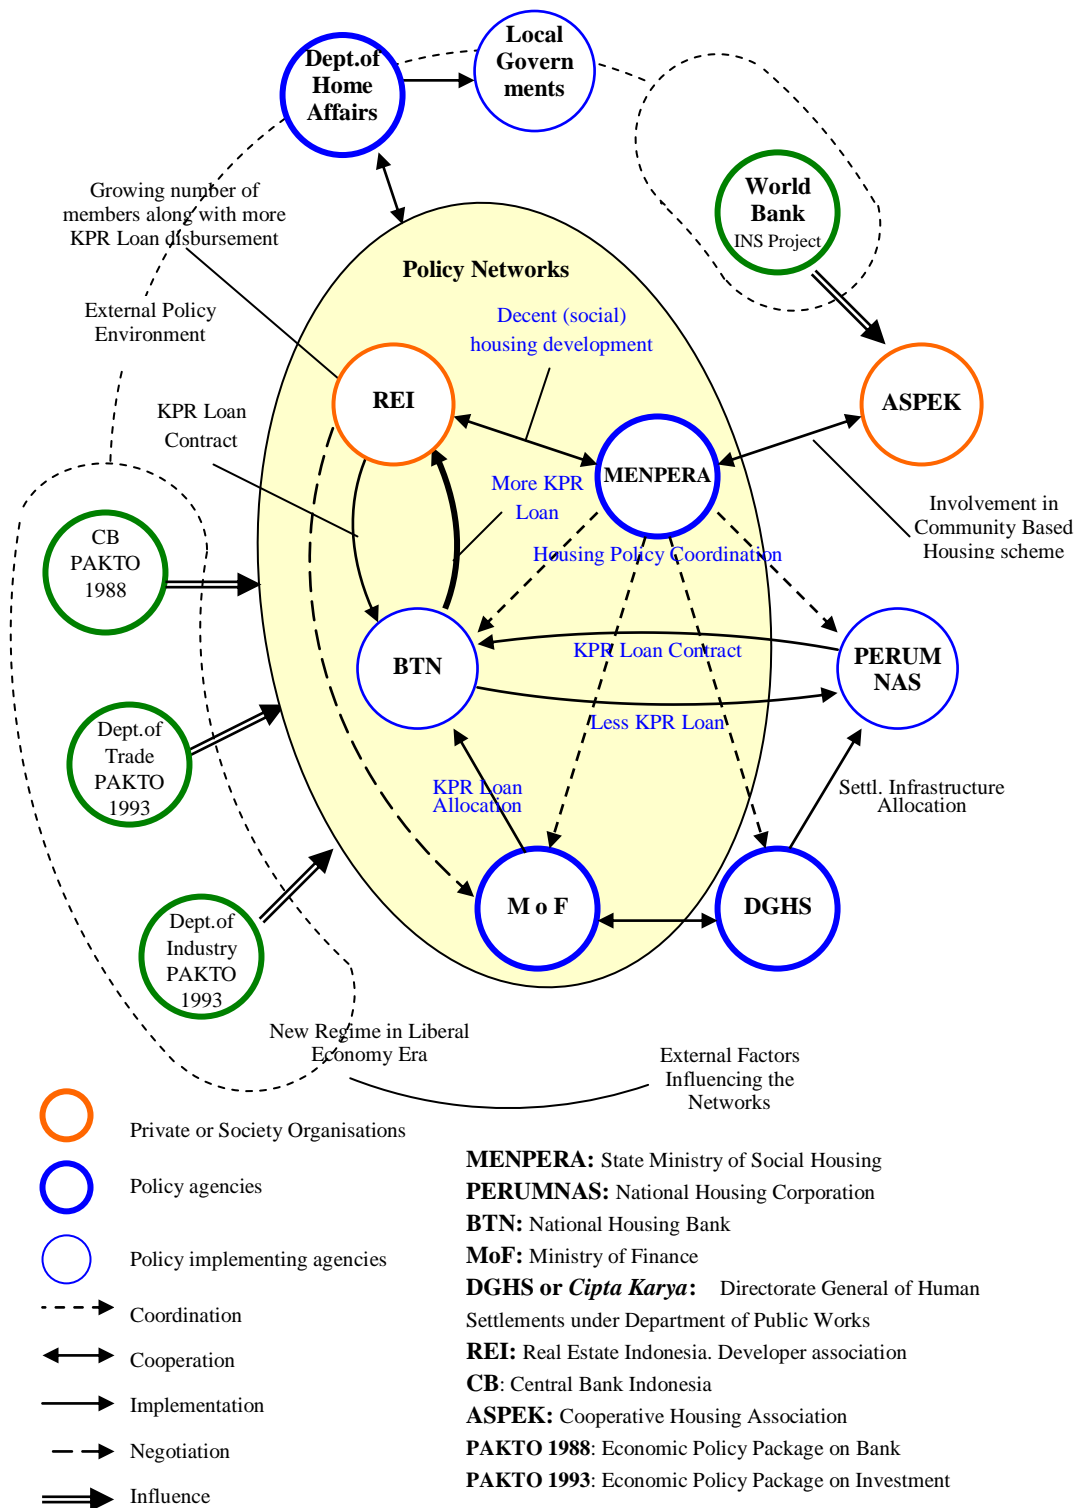 Dept.of
Home
Affairs
Local
Govern
ments
World
Bank
INS Project
Growing number of
members along with more
KPR Loan disbursement
Policy Networks
External Policy
Environment
Decent (social)
housing development
REI
ASPEK
KPR Loan
Contract
MENPERA
More KPR
Loan
Involvement in
Community Based
Housing scheme
CB
PAKTO
1988
Housing Policy Coordination
BTN
KPR Loan Contract
PERUM
NAS
Less KPR Loan
Dept.of
Trade
PAKTO
1993
KPR Loan
Allocation
Settl. Infrastructure
Allocation
M o F
DGHS
Dept.of
Industry
PAKTO
1993
New Regime in Liberal
Economy Era
External Factors
Influencing the
Networks
Private or Society Organisations
Policy agencies
Policy implementing agencies
Coordination
Cooperation
Implementation
Negotiation
Influence
MENPERA: State Ministry of Social Housing
PERUMNAS: National Housing Corporation
BTN: National Housing Bank
MoF: Ministry of Finance
DGHS or Cipta Karya: Directorate General of Human
Settlements under Department of Public Works
REI: Real Estate Indonesia. Developer association
CB: Central Bank Indonesia
ASPEK: Cooperative Housing Association
PAKTO 1988: Economic Policy Package on Bank
PAKTO 1993: Economic Policy Package on Investment